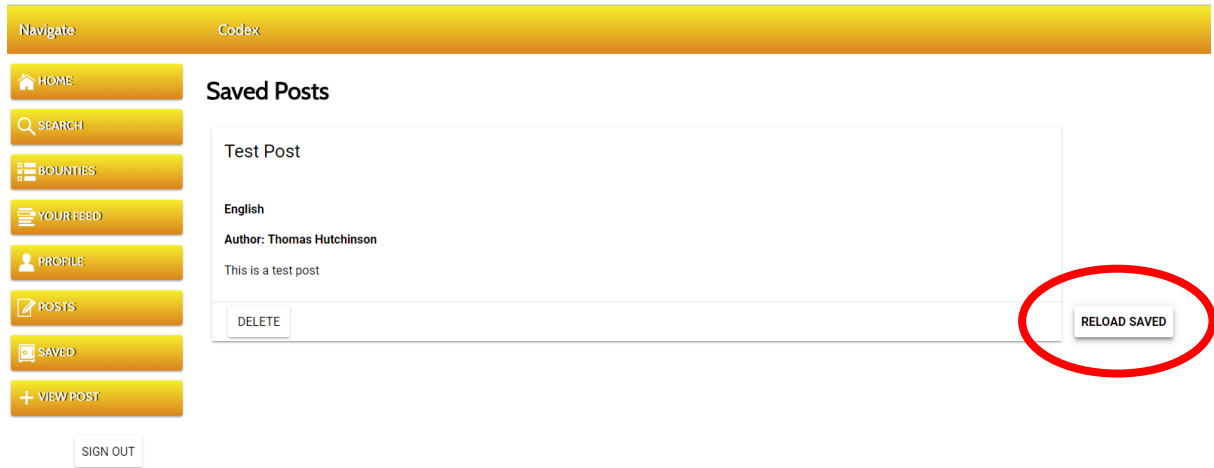 Navigate
Codex
HOME
SEARCH
BOUNTIES
YOUR FEED
PROFILE
POSTS
SAVED
VIEW POST
SIGN OUT
Saved Posts
Test Post
English
Author: Thomas Hutchinson
This is a test post
DELETE
RELOAD SAVED